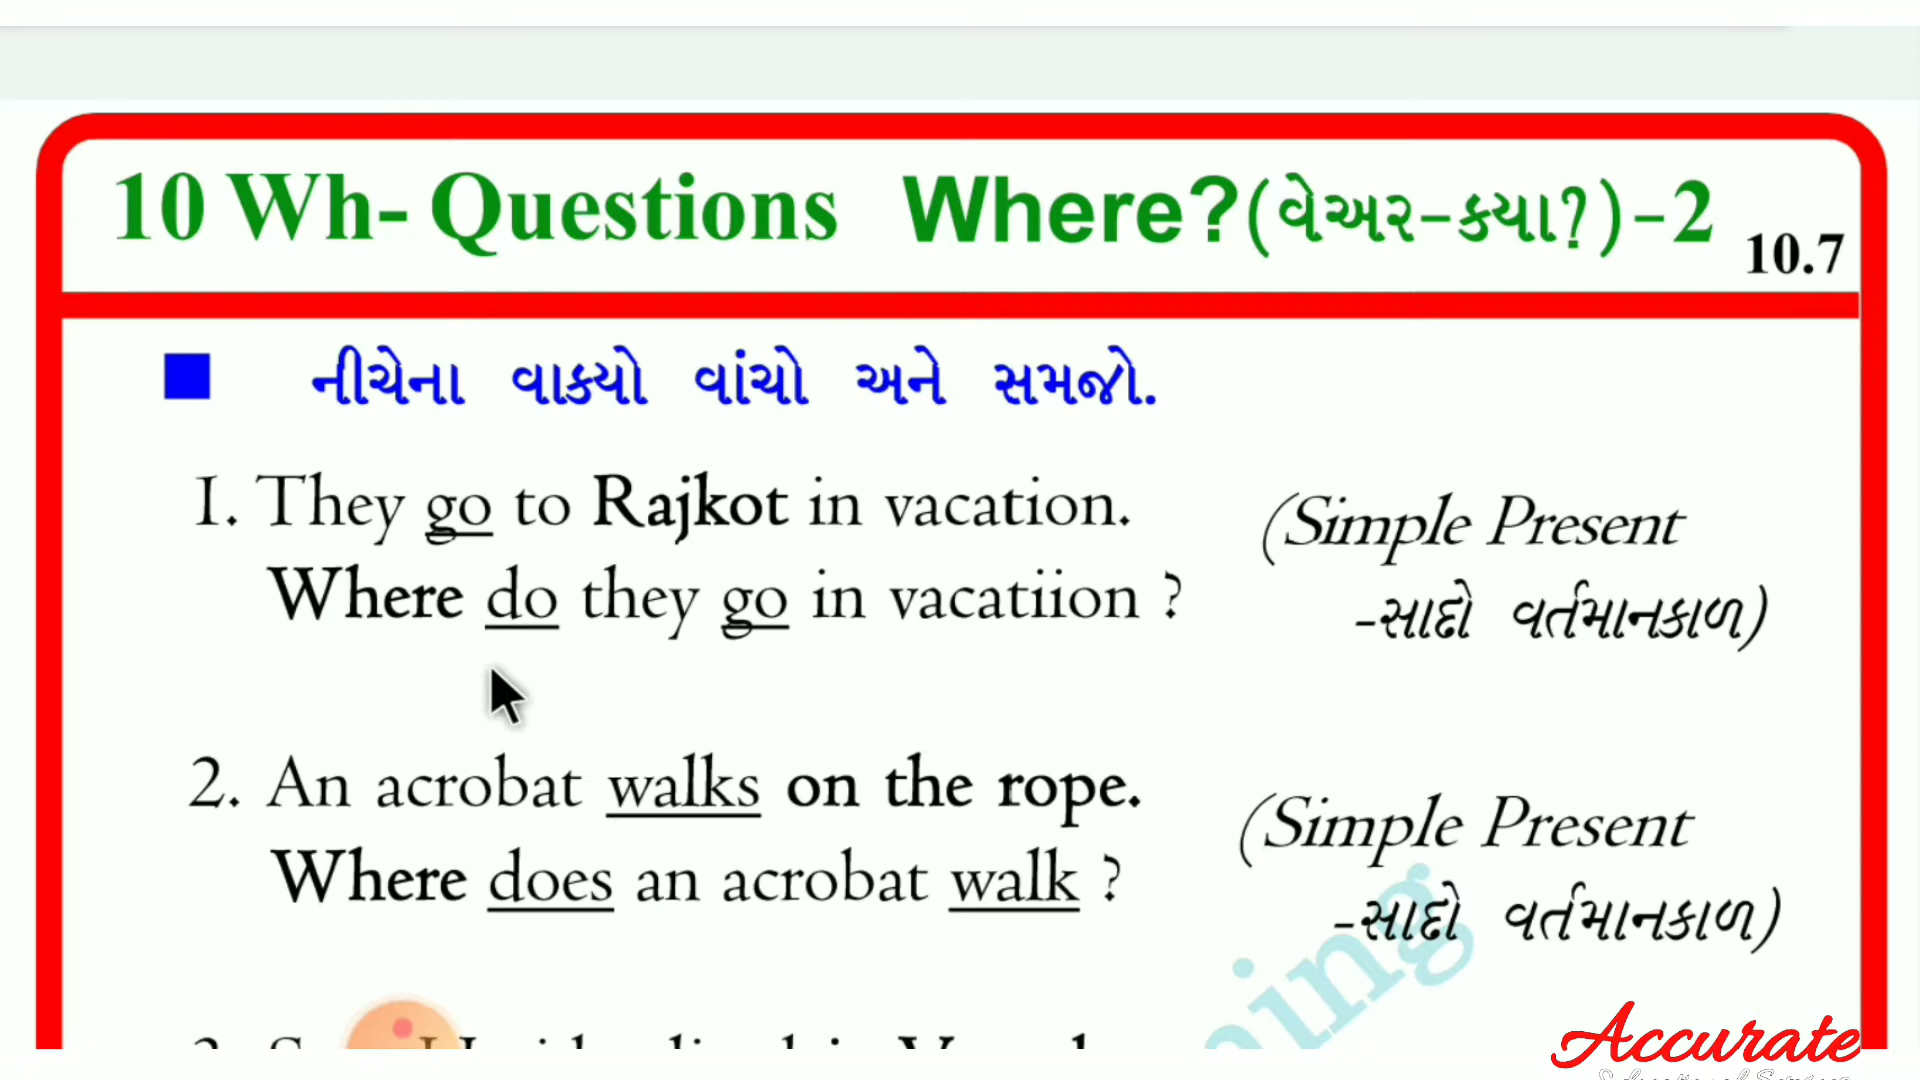 10 Wh- Questions Where?(વેઅર-ક્યા?)-2
10.7
નીચેના વાક્યો વાંચો અને સમજો.
1. They go to Rajkot in vacation. (Simple Present
Where do they go in vacatiion ? -સાદો વર્તમાનકાળ)
2. An acrobat walks on the rope. (Simple Present
Where does an acrobat walk ? -સાદો વર્તમાનકાળ)
ning
Accurate